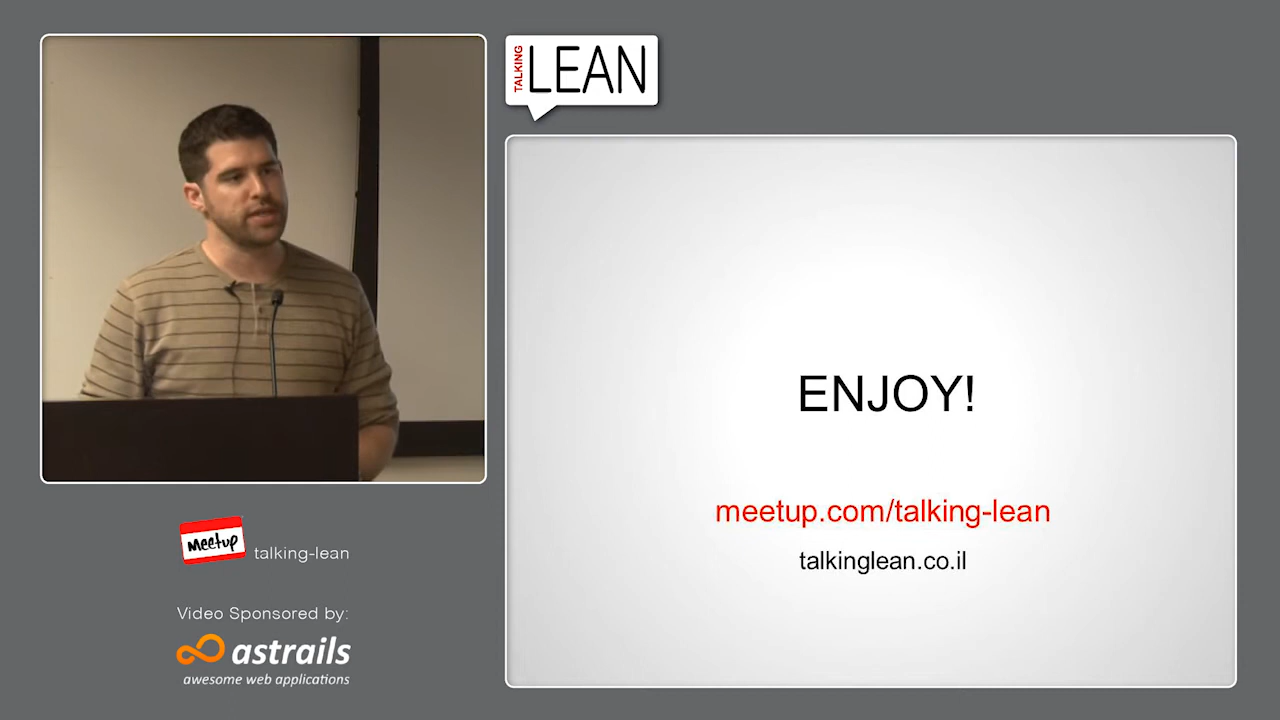 TALKING
LEAN
ENJOY!
meetup.com/talking-lean
talkinglean.co.il
meetup
talking-lean
Video Sponsored by:
astrails
awesome web applications